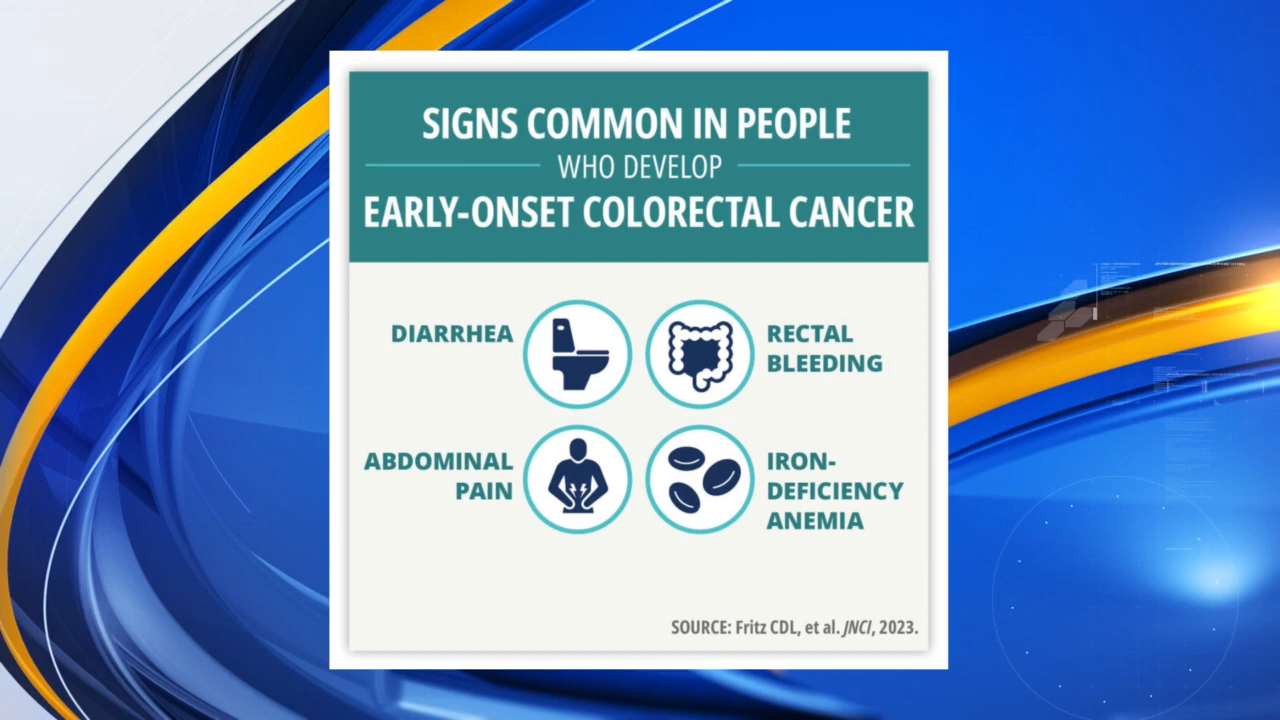 SIGNS COMMON IN PEOPLE
WHO DEVELOP
EARLY-ONSET COLORECTAL CANCER
DIARRHEA
RECTAL
BLEEDING
ABDOMINAL
PAIN
IRON-
DEFICIENCY
ANEMIA
SOURCE: Fritz CDL, et al. JNCI, 2023.